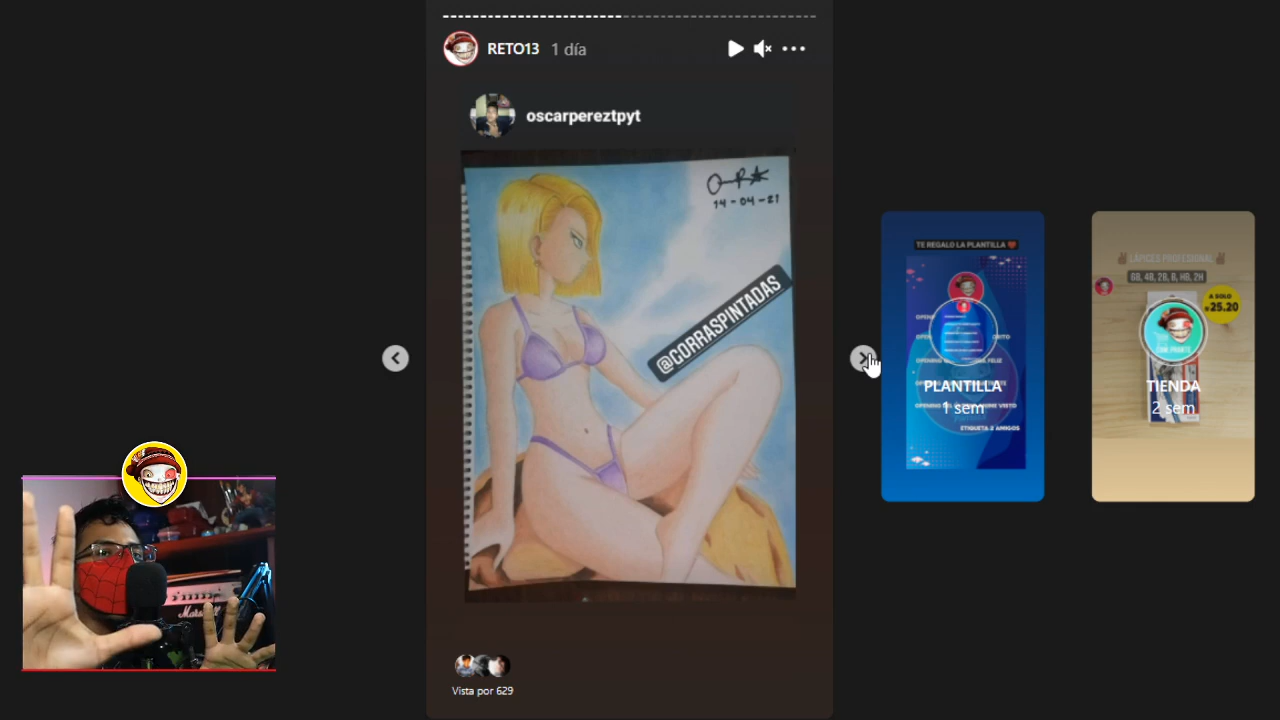 RETO13 1 día
oscarpereztpyt
14-04-21
@GORRASPINTADAS
Vista por 629
TE REGALO LA PLANTILLA
ETIQUETA 2 AMIGOS
PLANTILLA
1 sem
LÁPICES PROFESIONAL
6B, 4B, 2B, B, HB, 2H
A SOLO
25.20
TIENDA
2 sem